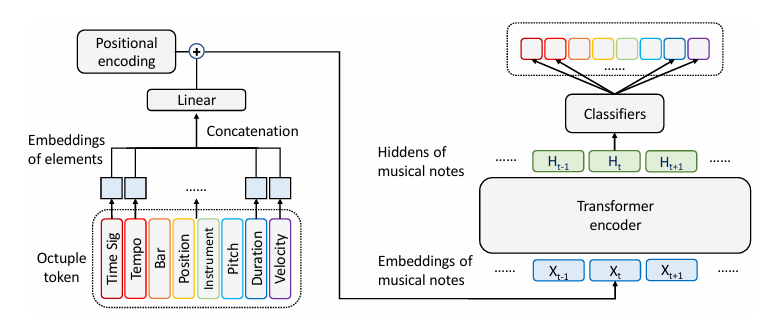 Positional
encoding
+
Linear
Concatenation
Embeddings
of elements
......
Octuple
token
Time Sig
Tempo
Bar
Position
Instrument
Pitch
Duration
Velocity
......
Classifiers
Hiddens of
musical notes
...... Ht-1 Ht Ht+1 ......
Transformer
encoder
Embeddings of
musical notes
...... Xt-1 Xt Xt+1 ......